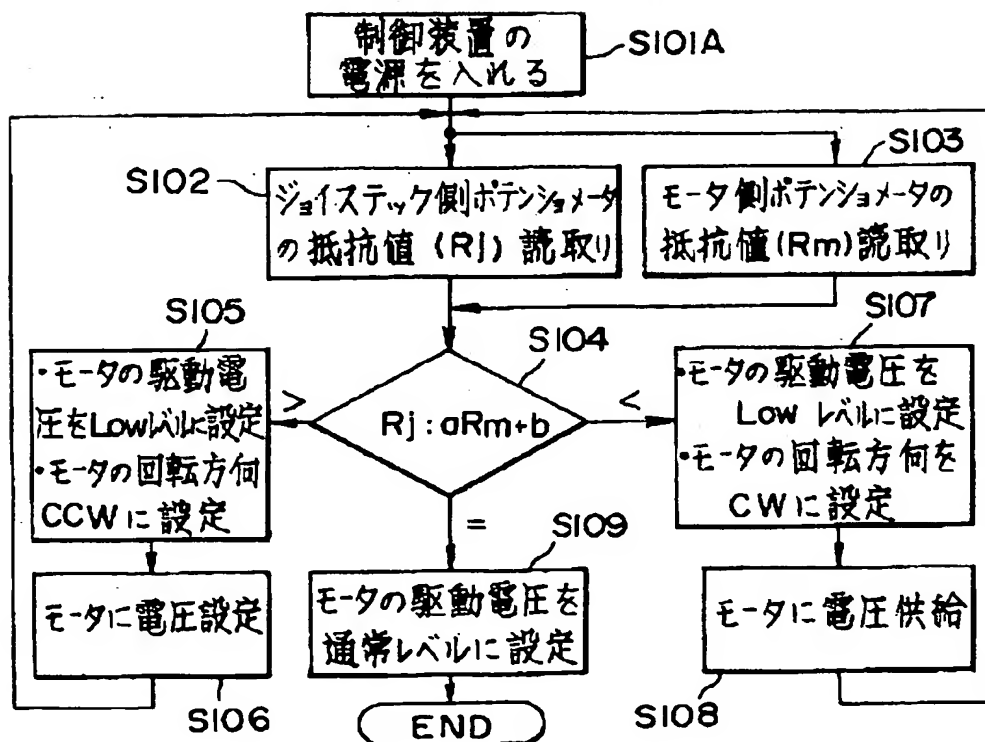 制御装置の
電源を入れる
S101A
S103
S102
ジョイステック側ポテンショメータ
の抵抗値 (Rj) 読取り
モータ側ポテンショメータの
抵抗値(Rm)読取り
S105
S104
S107
・モータの駆動電
圧をLowレベルに設定
・モータの回転方向
CCWに設定
>
Rj:aRm+b
<
・モータの駆動電圧を
Low レベルに設定
・モータの回転方向を
CWに設定
=
S109
モータに電圧設定
モータの駆動電圧を
通常レベルに設定
モータに電圧供給
S106
END
S108